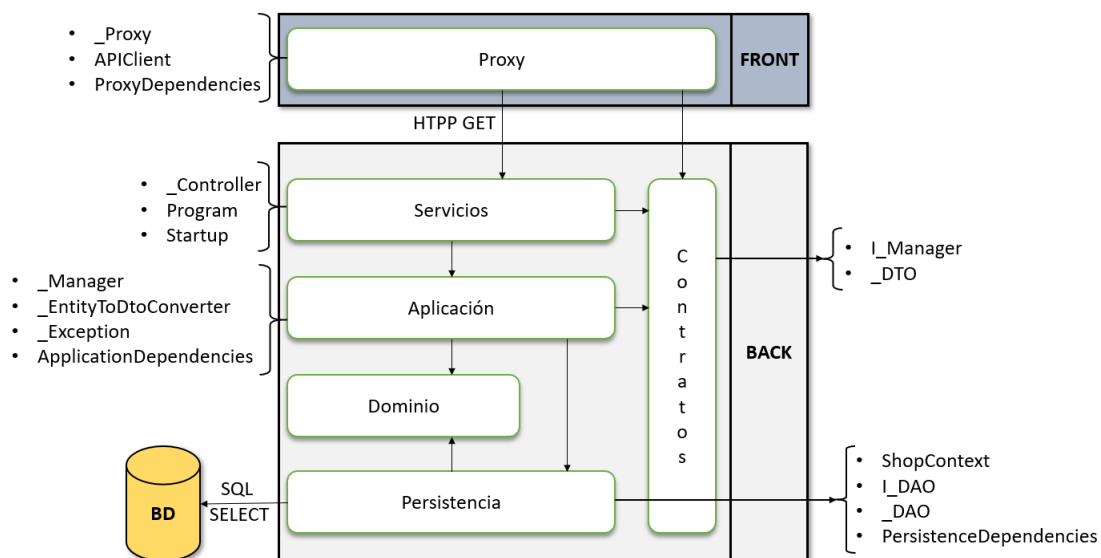 • _Proxy
• APIClient
• ProxyDependencies
Proxy
FRONT
HTPP GET
• _Controller
• Program
• Startup
Servicios
• _Manager
• _EntityToDtoConverter
• _Exception
• ApplicationDependencies
Aplicación
Dominio
Persistencia
Contratos
BACK
• I_Manager
• _DTO
SQL
SELECT
BD
• ShopContext
• I_DAO
• _DAO
• PersistenceDependencies